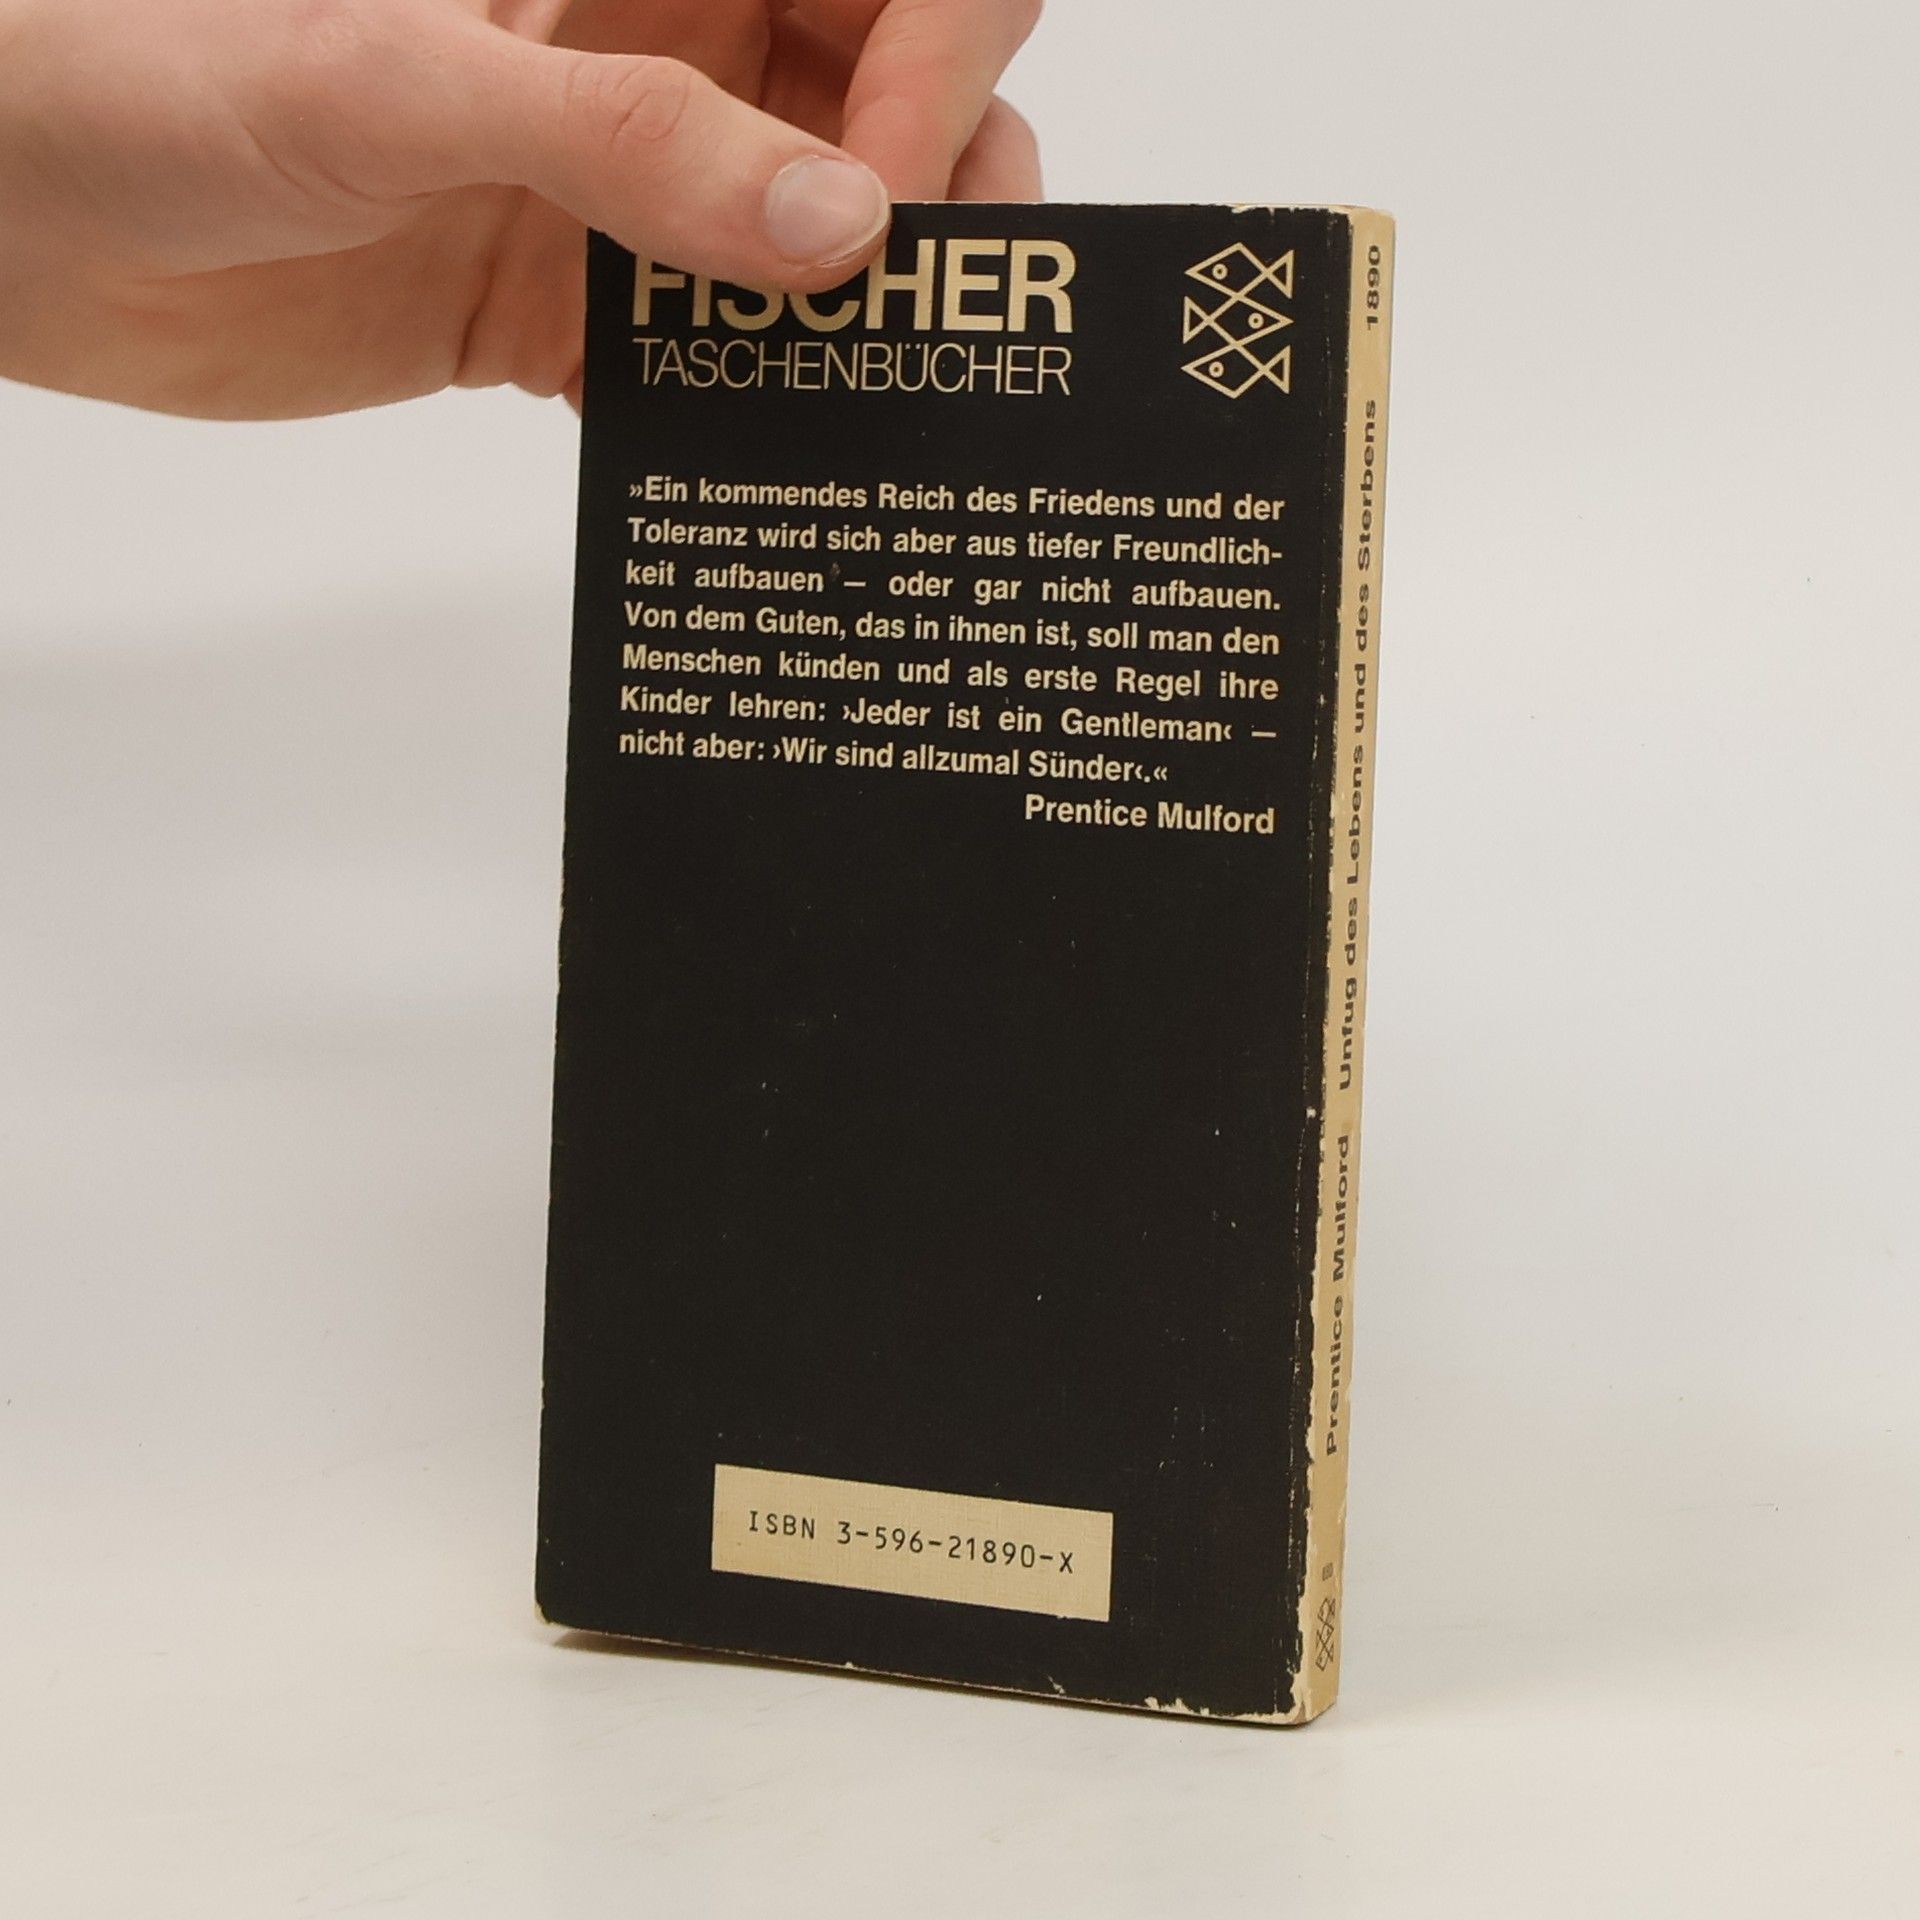 FISCHER
TASCHENBÜCHER
»Ein kommendes Reich des Friedens und der
Toleranz wird sich aber aus tiefer Freundlich-
keit aufbauen — oder gar nicht aufbauen.
Von dem Guten, das in ihnen ist, soll man den
Menschen künden und als erste Regel ihre
Kinder lehren: ›Jeder ist ein Gentleman‹ —
nicht aber: ›Wir sind allzumal Sünder‹.«
Prentice Mulford
ISBN 3-596-21890-X
Prentice Mulford Unfug des Lebens und des Sterbens 1890